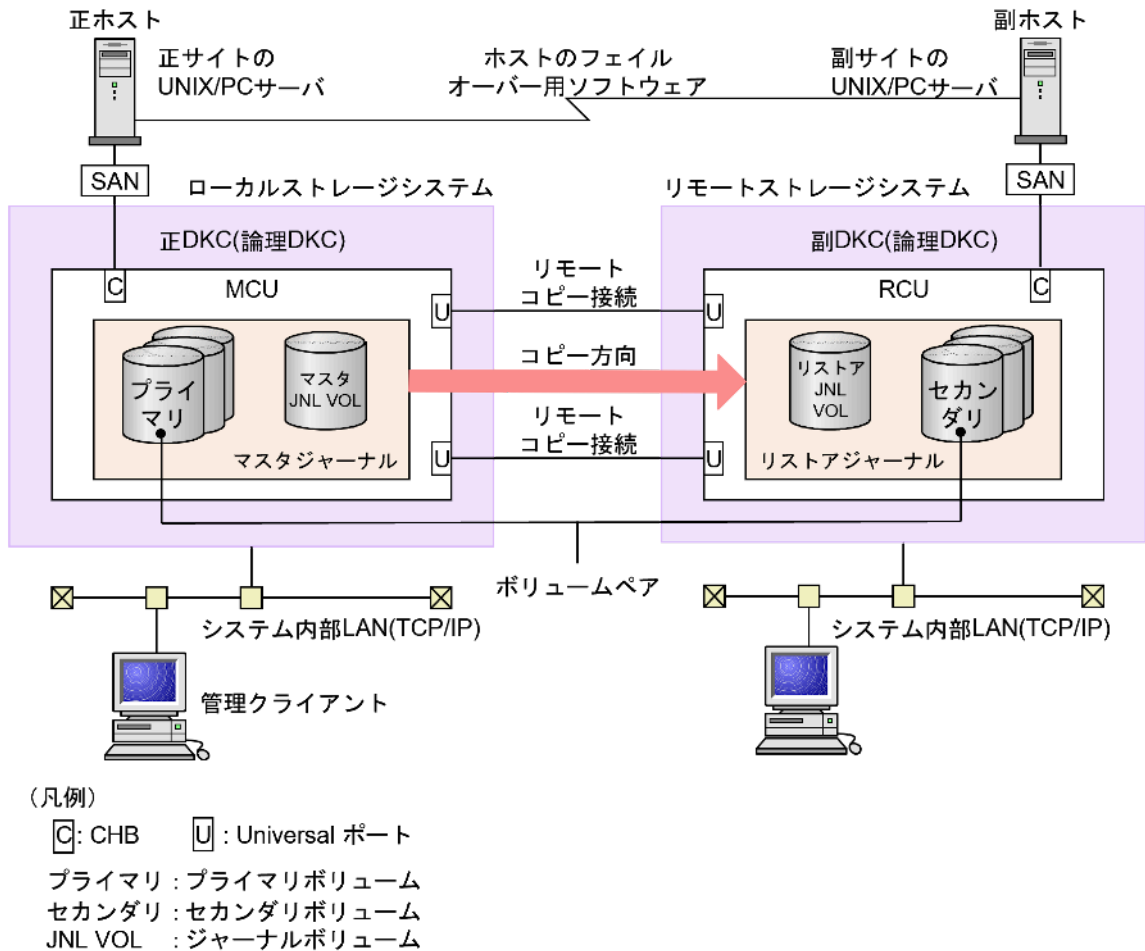 正ホスト
副ホスト
正サイトの
UNIX/PCサーバ
ホストのフェイル
オーバー用ソフトウェア
副サイトの
UNIX/PCサーバ
SAN
SAN
ローカルストレージシステム
リモートストレージシステム
正DKC(論理DKC)
副DKC(論理DKC)
C
MCU
リモート
コピー接続
RCU
C
U
U
プライ
マリ
マスタ
JNL VOL
コピー方向
リストア
JNL
VOL
セカン
ダリ
マスタジャーナル
リモート
コピー接続
リストアジャーナル
U
U
ボリュームペア
システム内部LAN(TCP/IP)
システム内部LAN(TCP/IP)
管理クライアント
(凡例)
C: CHB U : Universal ポート
プライマリ : プライマリボリューム
セカンダリ : セカンダリボリューム
JNL VOL : ジャーナルボリューム